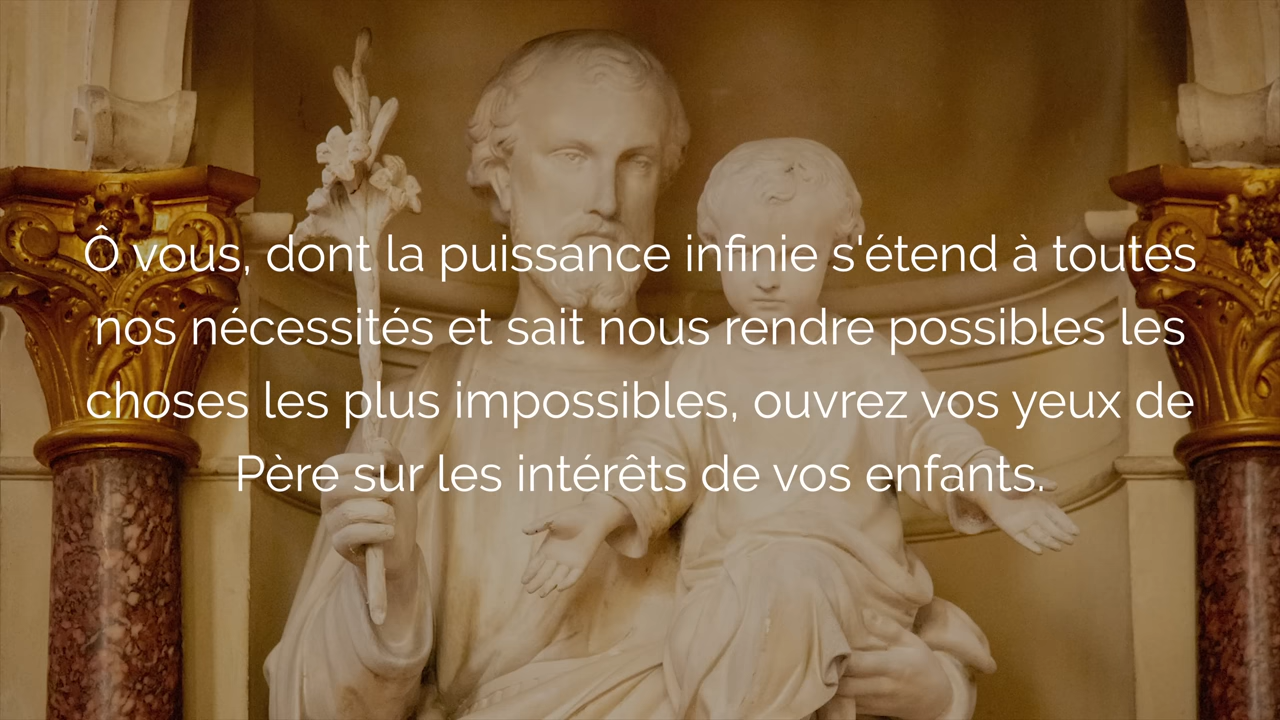 Ô vous, dont la puissance infinie s'étend à toutes
nos nécessités et sait nous rendre possibles les
choses les plus impossibles, ouvrez vos yeux de
Père sur les intérêts de vos enfants.